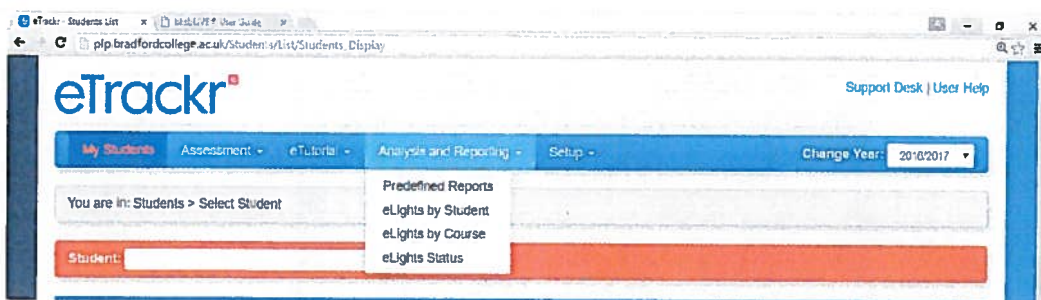 eTrackr - Students List
plp.bradfordcollege.ac.uk/Students/List/Students_Display
eTrackr
Support Desk | User Help
My Students Assessment eTutorial Analysis and Reporting Setup Change Year: 2016/2017
Predefined Reports
You are in: Students > Select Student
eLights by Student
eLights by Course
Student:
eLights Status